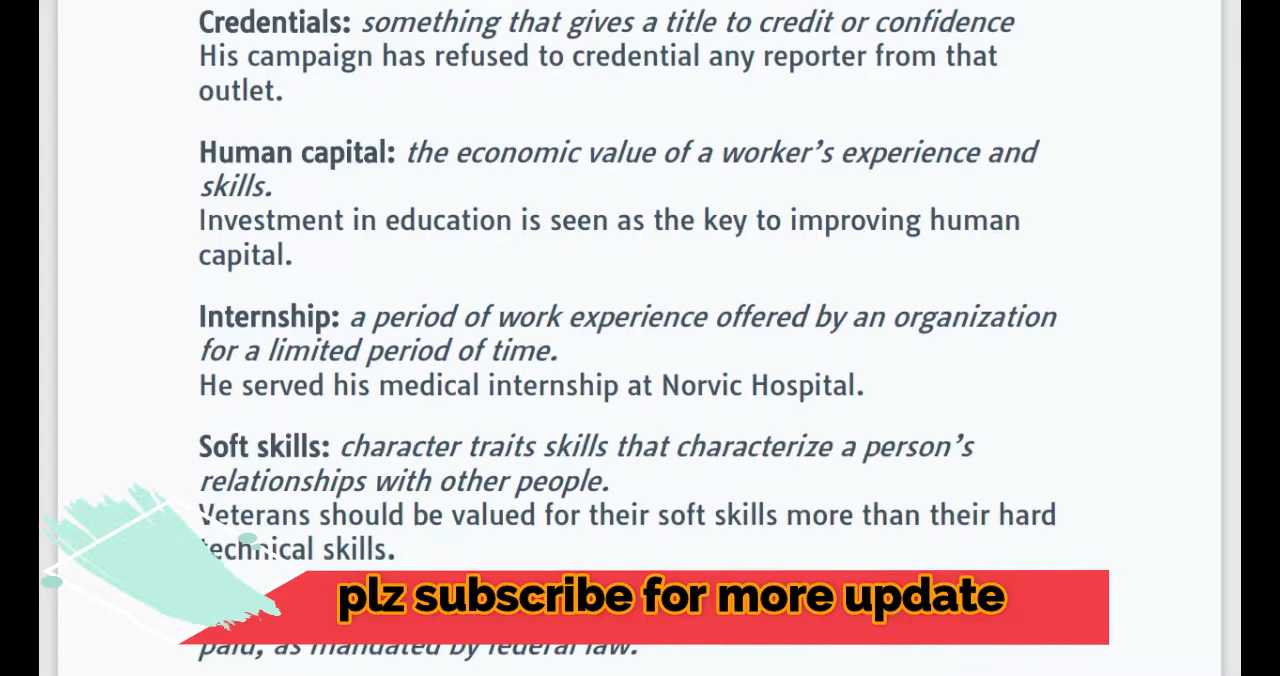 Credentials: something that gives a title to credit or confidence
His campaign has refused to credential any reporter from that
outlet.
Human capital: the economic value of a worker's experience and
skills.
Investment in education is seen as the key to improving human
capital.
Internship: a period of work experience offered by an organization
for a limited period of time.
He served his medical internship at Norvic Hospital.
Soft skills: character traits skills that characterize a person's
relationships with other people.
Veterans should be valued for their soft skills more than their hard
technical skills.
plz subscribe for more update
paid, as mandated by federal law.